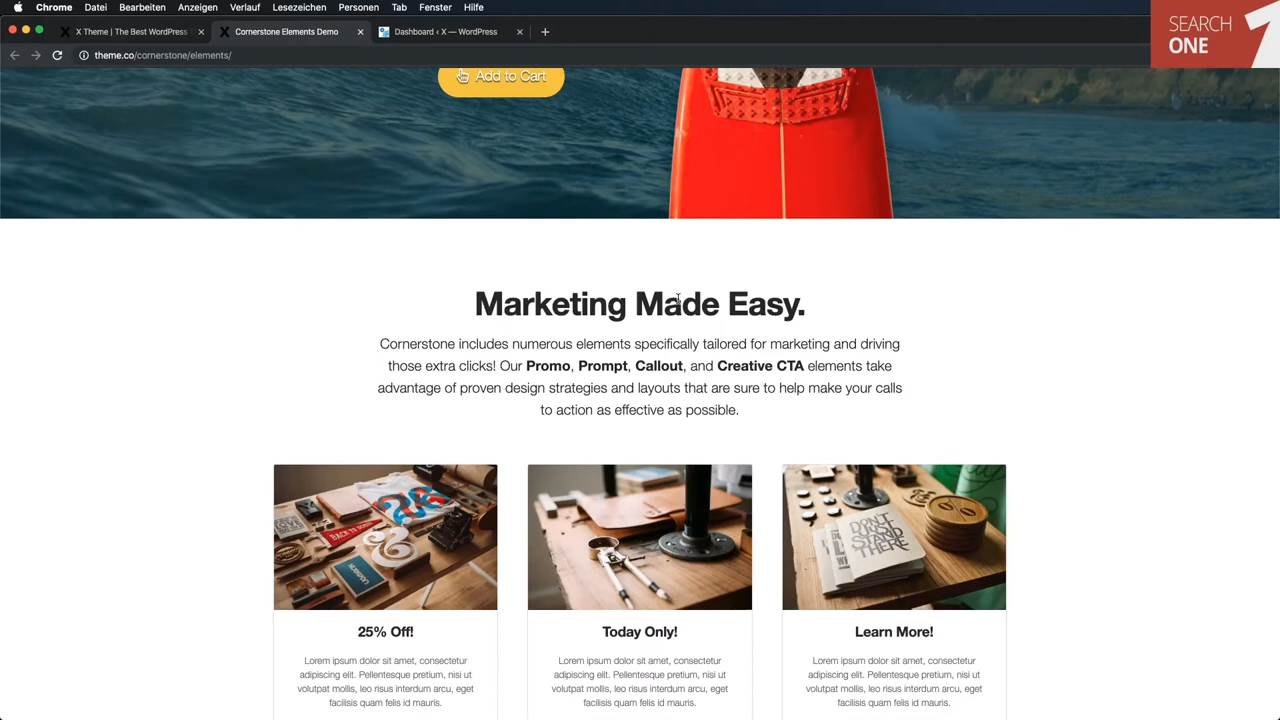 Chrome Datei Bearbeiten Anzeigen Verlauf Lesezeichen Personen Tab Fenster Hilfe
SEARCH
ONE
X Theme | The Best WordPress
Cornerstone Elements Demo
Dashboard ‹ X — WordPress
theme.co/cornerstone/elements/
Add to Cart
Marketing Made Easy.
Cornerstone includes numerous elements specifically tailored for marketing and driving
those extra clicks! Our Promo, Prompt, Callout, and Creative CTA elements take
advantage of proven design strategies and layouts that are sure to help make your calls
to action as effective as possible.
DON'T
JUST
STAND
THERE
25% Off!
Lorem ipsum dolor sit amet, consectetur
adipiscing elit. Pellentesque pretium, nisi ut
volutpat mollis, leo risus interdum arcu, eget
facilisis quam felis id mauris.
Today Only!
Lorem ipsum dolor sit amet, consectetur
adipiscing elit. Pellentesque pretium, nisi ut
volutpat mollis, leo risus interdum arcu, eget
facilisis quam felis id mauris.
Learn More!
Lorem ipsum dolor sit amet, consectetur
adipiscing elit. Pellentesque pretium, nisi ut
volutpat mollis, leo risus interdum arcu, eget
facilisis quam felis id mauris.